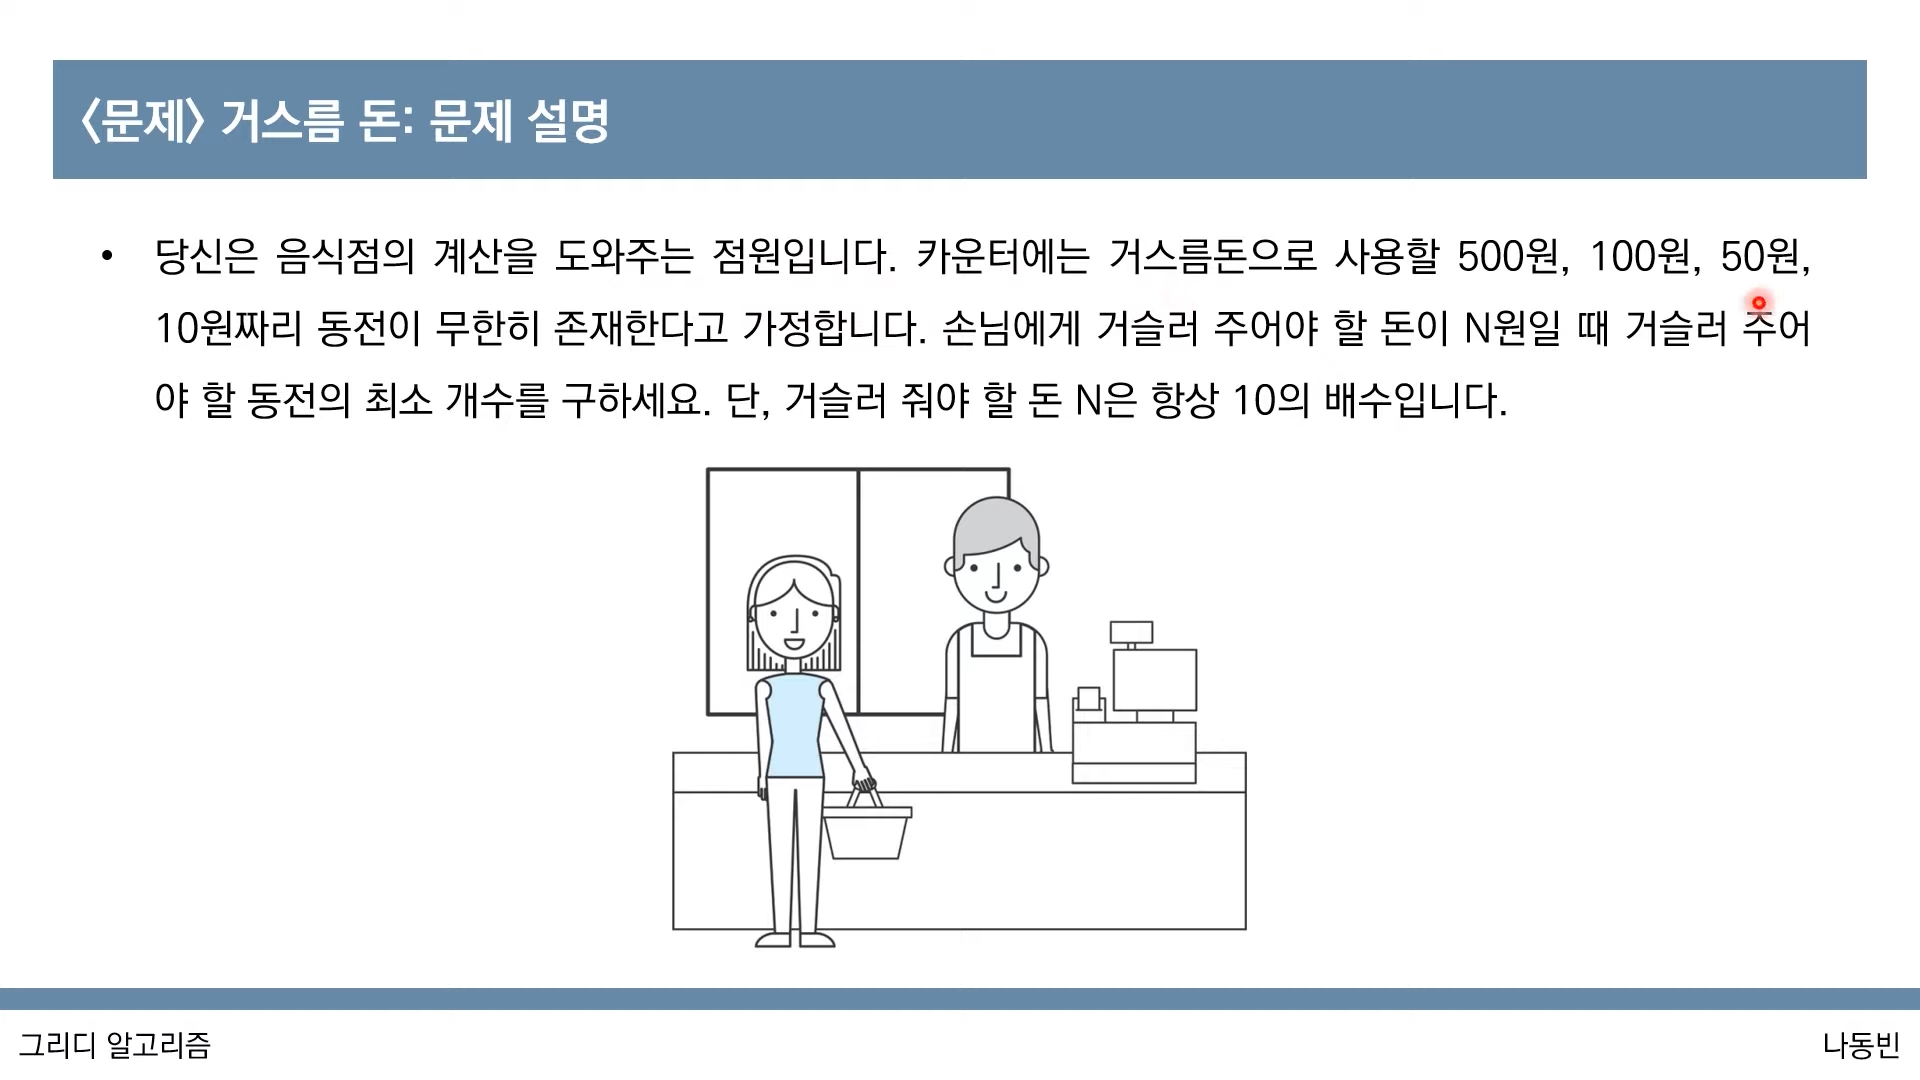 <문제> 거스름 돈: 문제 설명
• 당신은 음식점의 계산을 도와주는 점원입니다. 카운터에는 거스름돈으로 사용할 500원, 100원, 50원,
10원짜리 동전이 무한히 존재한다고 가정합니다. 손님에게 거슬러 주어야 할 돈이 N원일 때 거슬러 주어
야 할 동전의 최소 개수를 구하세요. 단, 거슬러 줘야 할 돈 N은 항상 10의 배수입니다.
그리디 알고리즘
나동빈